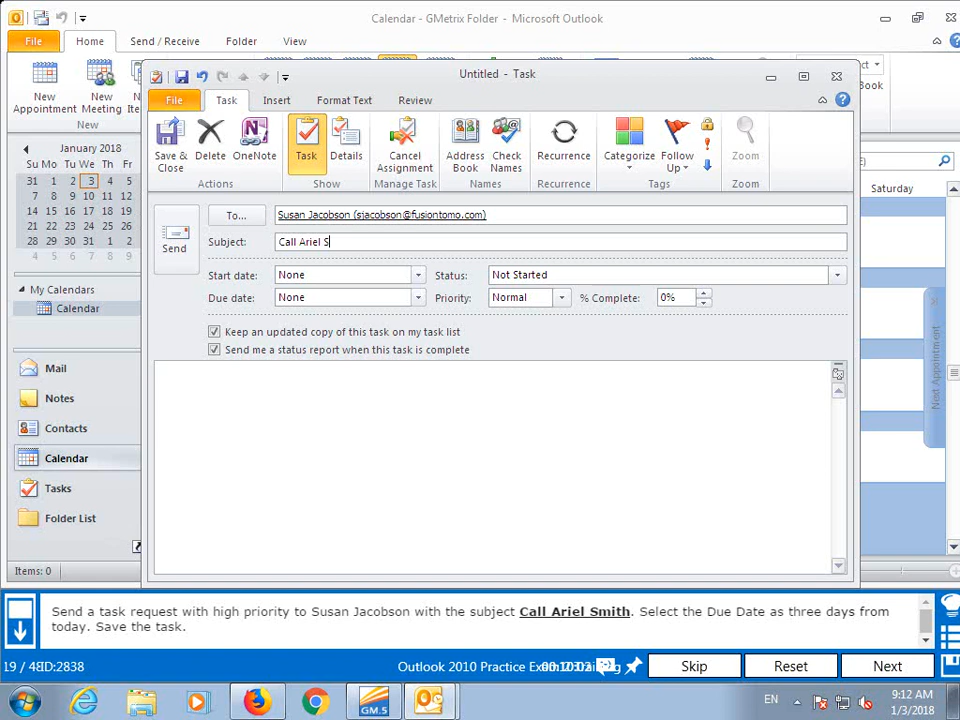 Calendar - GMetrix Folder - Microsoft Outlook
File Home Send / Receive Folder View
New Appointment
New Meeting
New
Untitled - Task
File Task Insert Format Text Review
Save & Close
Delete
OneNote
Task
Details
Cancel Assignment
Address Book
Check Names
Recurrence
Categorize
Follow Up
Zoom
Actions Show Manage Task Names Recurrence Tags Zoom
Book
January 2018
Su Mo Tu We Th Fr
31 1 2 3 4 5
7 8 9 10 11 12
14 15 16 17 18 19
21 22 23 24 25 26
28 29 30 31 1 2
4 5 6 7 8 9
Saturday
Send
To... Susan Jacobson (sjacobson@fusiontomo.com)
Subject: Call Ariel S
Start date: None Status: Not Started
Due date: None Priority: Normal % Complete: 0%
Keep an updated copy of this task on my task list
Send me a status report when this task is complete
My Calendars
Calendar
Mail
Notes
Contacts
Calendar
Tasks
Folder List
Items: 0
Next Appointment
Send a task request with high priority to Susan Jacobson with the subject Call Ariel Smith. Select the Due Date as three days from
today. Save the task.
19 / 48 ID:2838 Outlook 2010 Practice Skip Reset Next
GM.5
EN
9:12 AM
1/3/2018